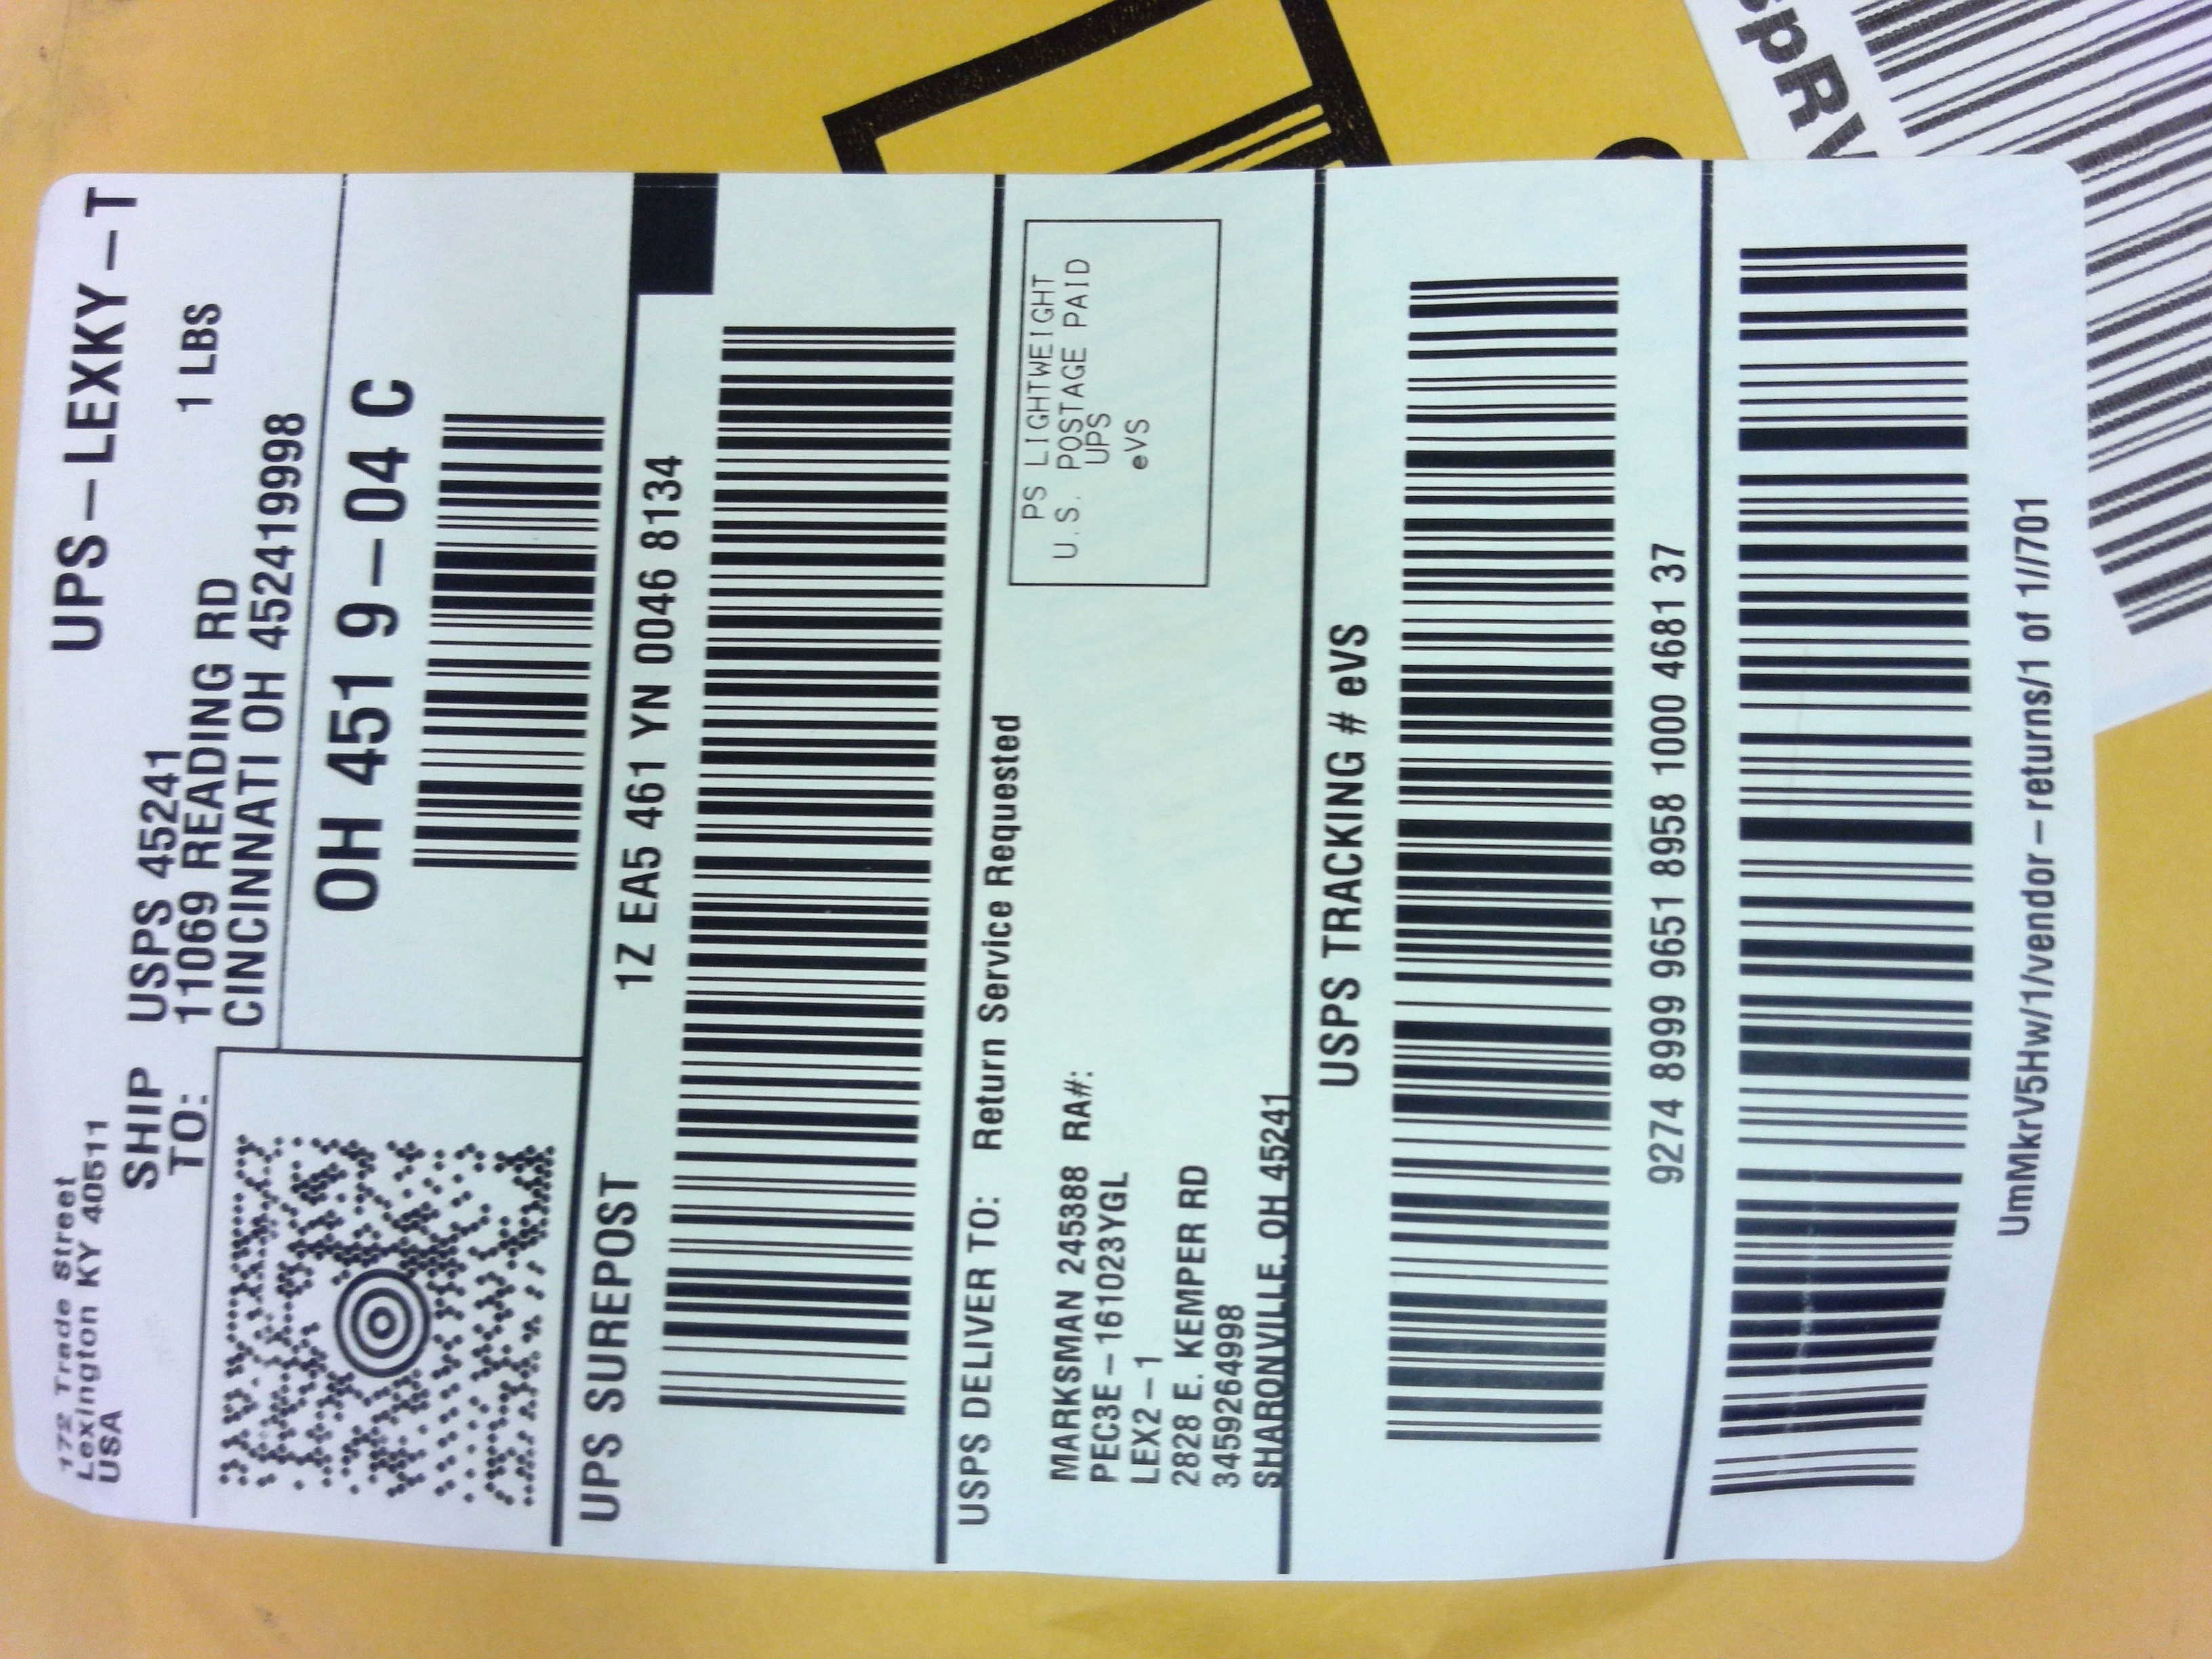 172 Trade Street
Lexington KY 40511
USA
UPS-LEXKY-T
1 LBS
SHIP
TO:
USPS 45241
11069 READING RD
CINCINNATI OH 452419998
OH 451 9-04 C
UPS SUREPOST
1Z EA5 461 YN 0046 8134
USPS DELIVER TO:
Return Service Requested
PS LIGHTWEIGHT
U.S. POSTAGE PAID
UPS
eVS
MARKSMAN 245388 RA#:
PEC3E-161023YGL
LEX2-1
2828 E. KEMPER RD
3459264998
SHARONVILLE, OH 45241
USPS TRACKING # eVS
9274 8999 9651 8958 1000 4681 37
UmMkrV5Hw/1/vendor-returns/1 of 1//701